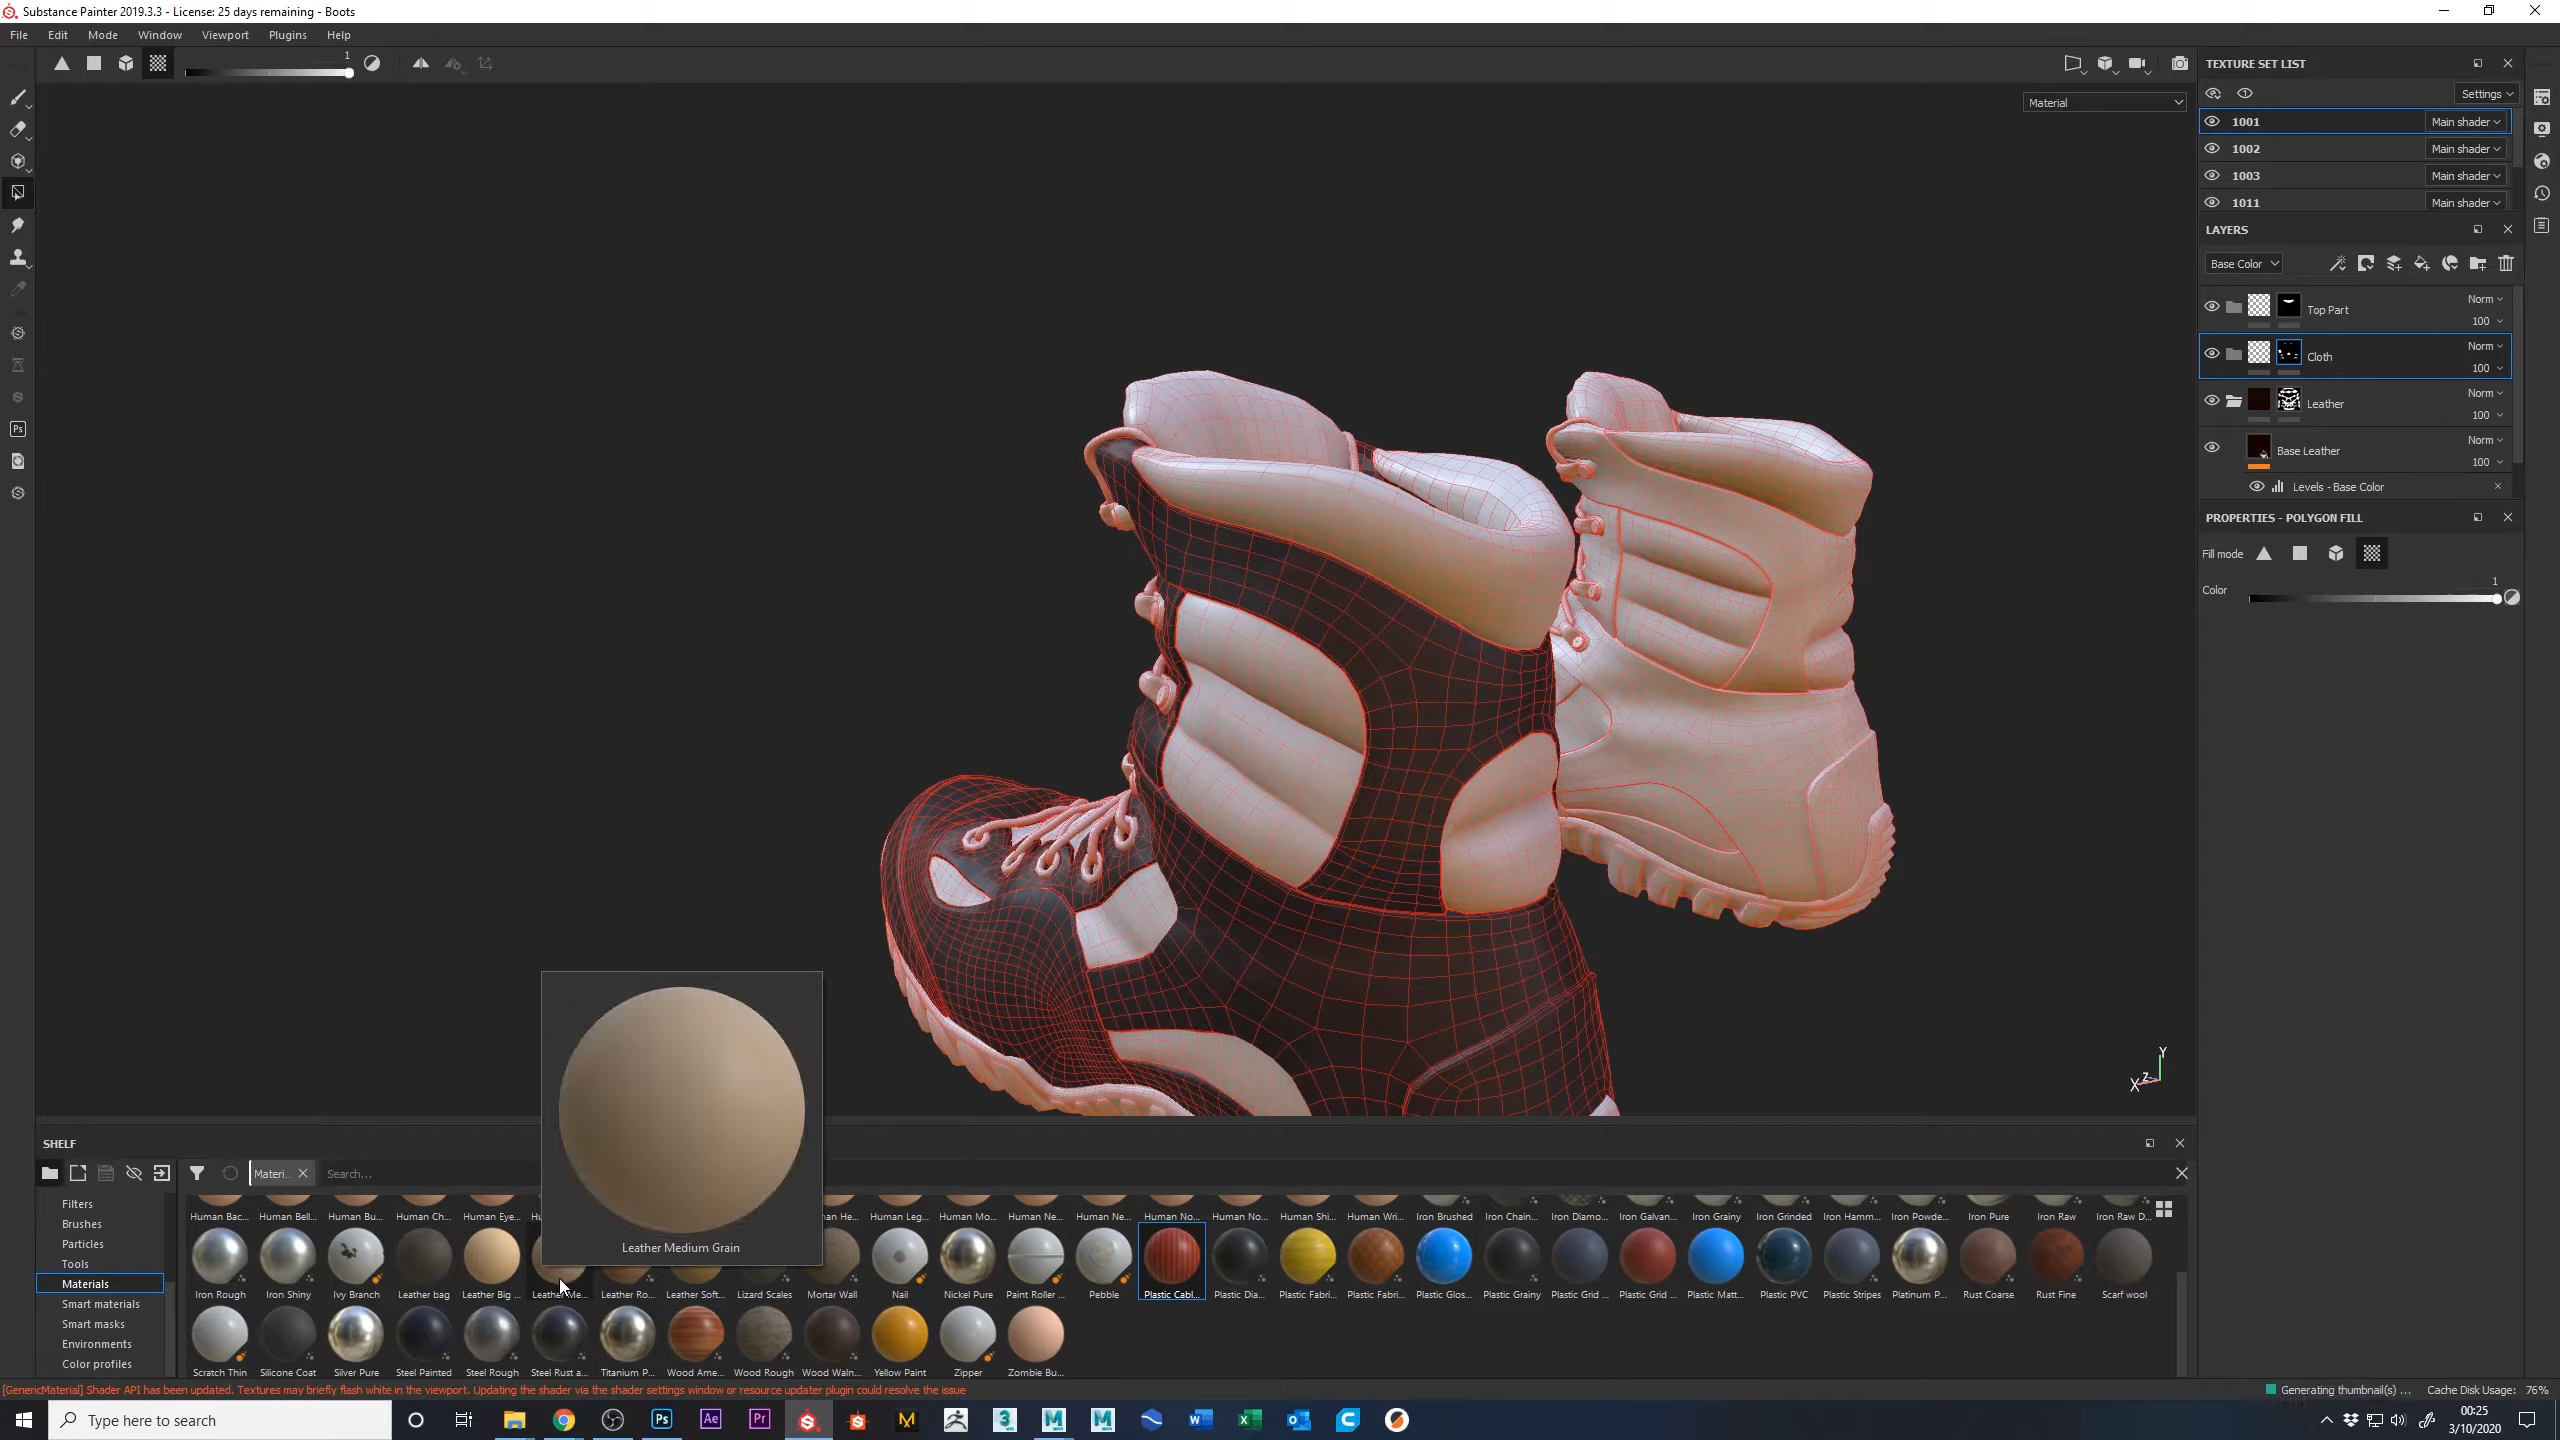 Substance Painter 2019.3.3 - License: 25 days remaining - Boots
File Edit Mode Window Viewport Plugins Help
1
Material
TEXTURE SET LIST
Settings
1001 Main shader
1002 Main shader
1003 Main shader
1011 Main shader
LAYERS
Base Color
Top Part Norm 100
Cloth Norm 100
Leather Norm 100
Base Leather Norm 100
Levels - Base Color
PROPERTIES - POLYGON FILL
Fill mode
Color 1
Y
Z
X
Ps
Leather Medium Grain
SHELF
Materi... Search...
Filters
Brushes
Particles
Tools
Materials
Smart materials
Smart masks
Environments
Color profiles
Human Bac... Human Bell... Human Bu... Human Ch... Human Eye... Human He... Human Leg... Human Mo... Human Ne... Human Ne... Human No... Human No... Human Shi... Human Wri... Iron Brushed Iron Chain... Iron Diamo... Iron Galvan... Iron Grainy Iron Grinded Iron Hamm... Iron Powde... Iron Pure Iron Raw Iron Raw D...
Iron Rough Iron Shiny Ivy Branch Leather bag Leather Big ... Leather Me... Leather Ro... Leather Soft... Lizard Scales Mortar Wall Nail Nickel Pure Paint Roller ... Pebble Plastic Cabl... Plastic Dia... Plastic Fabri... Plastic Fabri... Plastic Glos... Plastic Grainy Plastic Grid ... Plastic Grid ... Plastic Matt... Plastic PVC Plastic Stripes Platinum P... Rust Coarse Rust Fine Scarf wool
Scratch Thin Silicone Coat Silver Pure Steel Painted Steel Rough Steel Rust a... Titanium P... Wood Ame... Wood Rough Wood Waln... Yellow Paint Zipper Zombie Bu...
[GenericMaterial] Shader API has been updated. Textures may briefly flash white in the viewport. Updating the shader via the shader settings window or resource updater plugin could resolve the issue
Generating thumbnail(s) ... Cache Disk Usage: 76%
Type here to search
Ps Ae Pr
00:25
3/10/2020